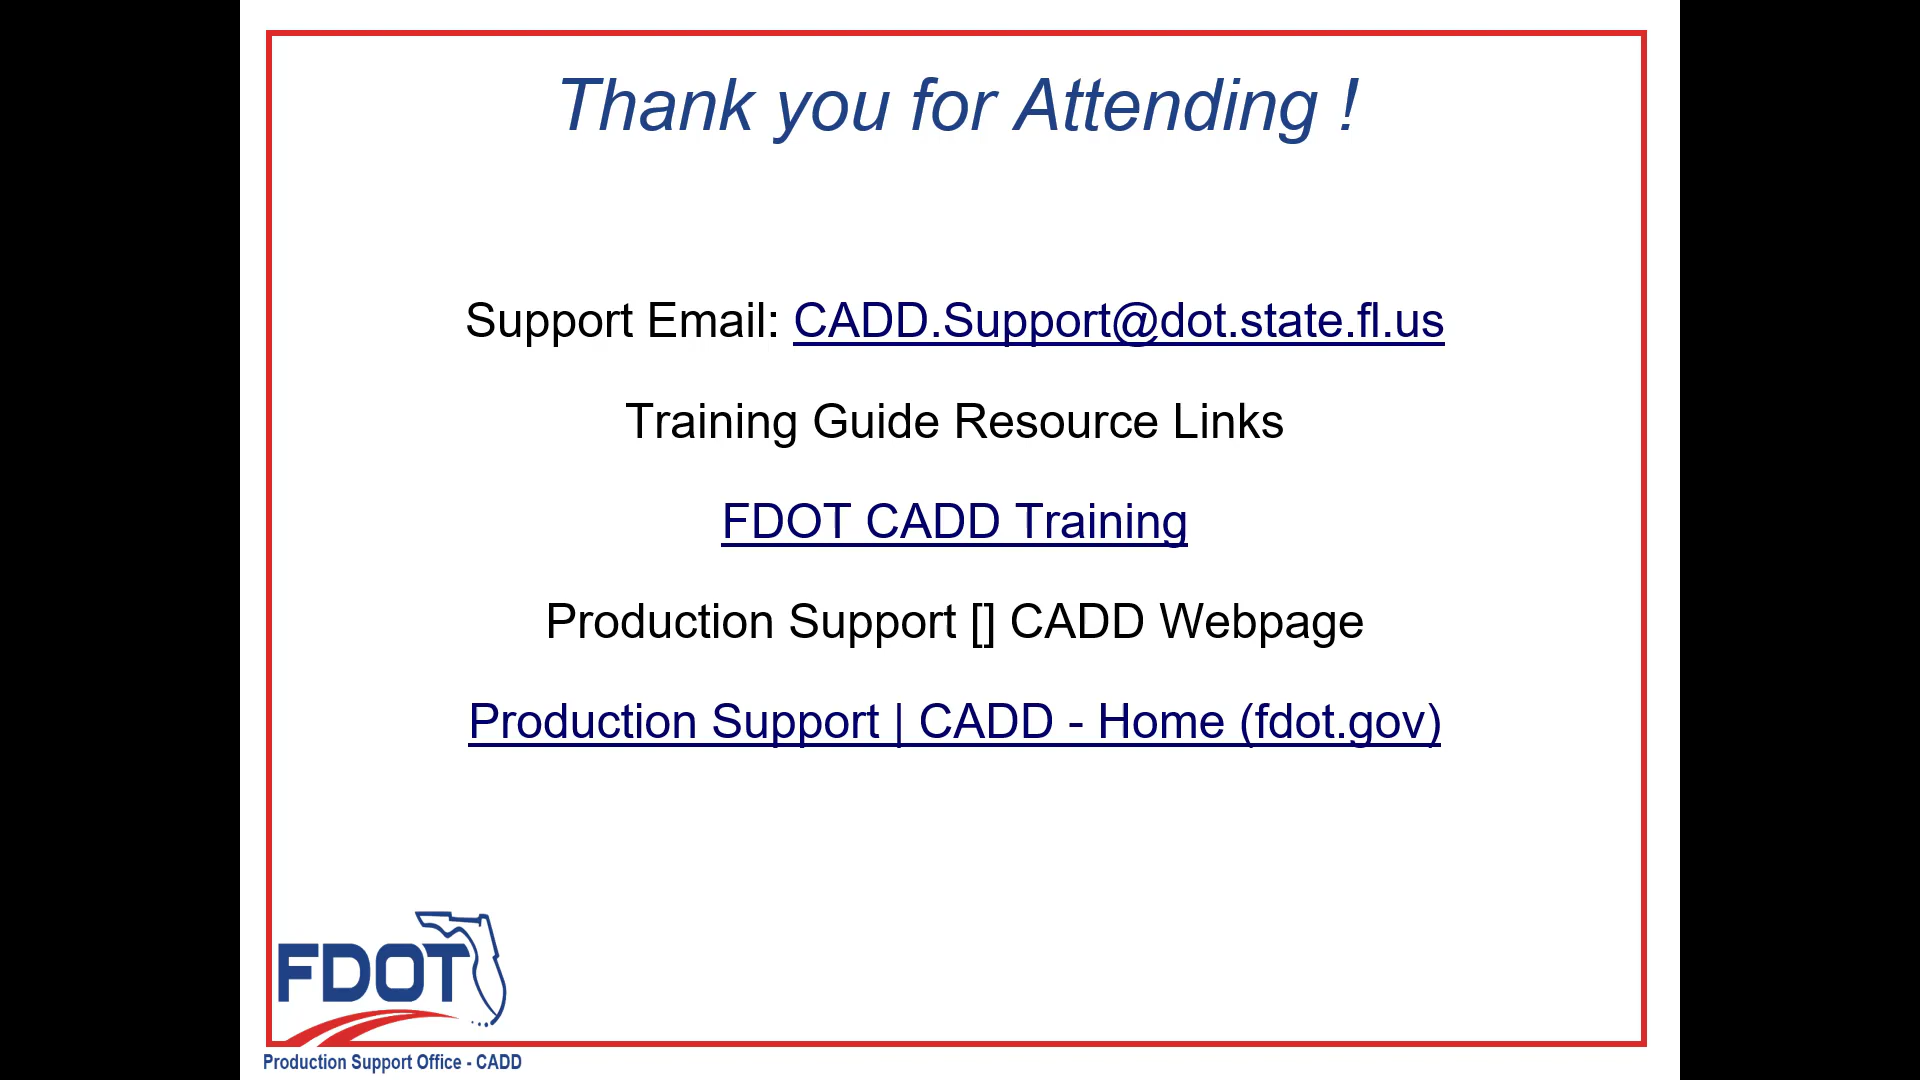 Thank you for Attending !
Support Email: CADD.Support@dot.state.fl.us
Training Guide Resource Links
FDOT CADD Training
Production Support [] CADD Webpage
Production Support | CADD - Home (fdot.gov)
FDOT
Production Support Office - CADD